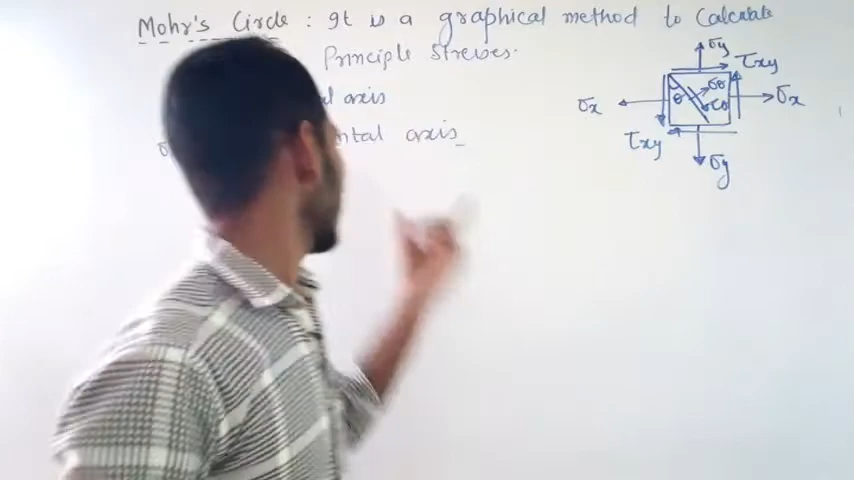 Mohr's Circle : It is a graphical method to Calculate
Principle Stresses.
axis
axis
σy
τxy
σθ
θ
τθ
σx
σx
τxy
σy